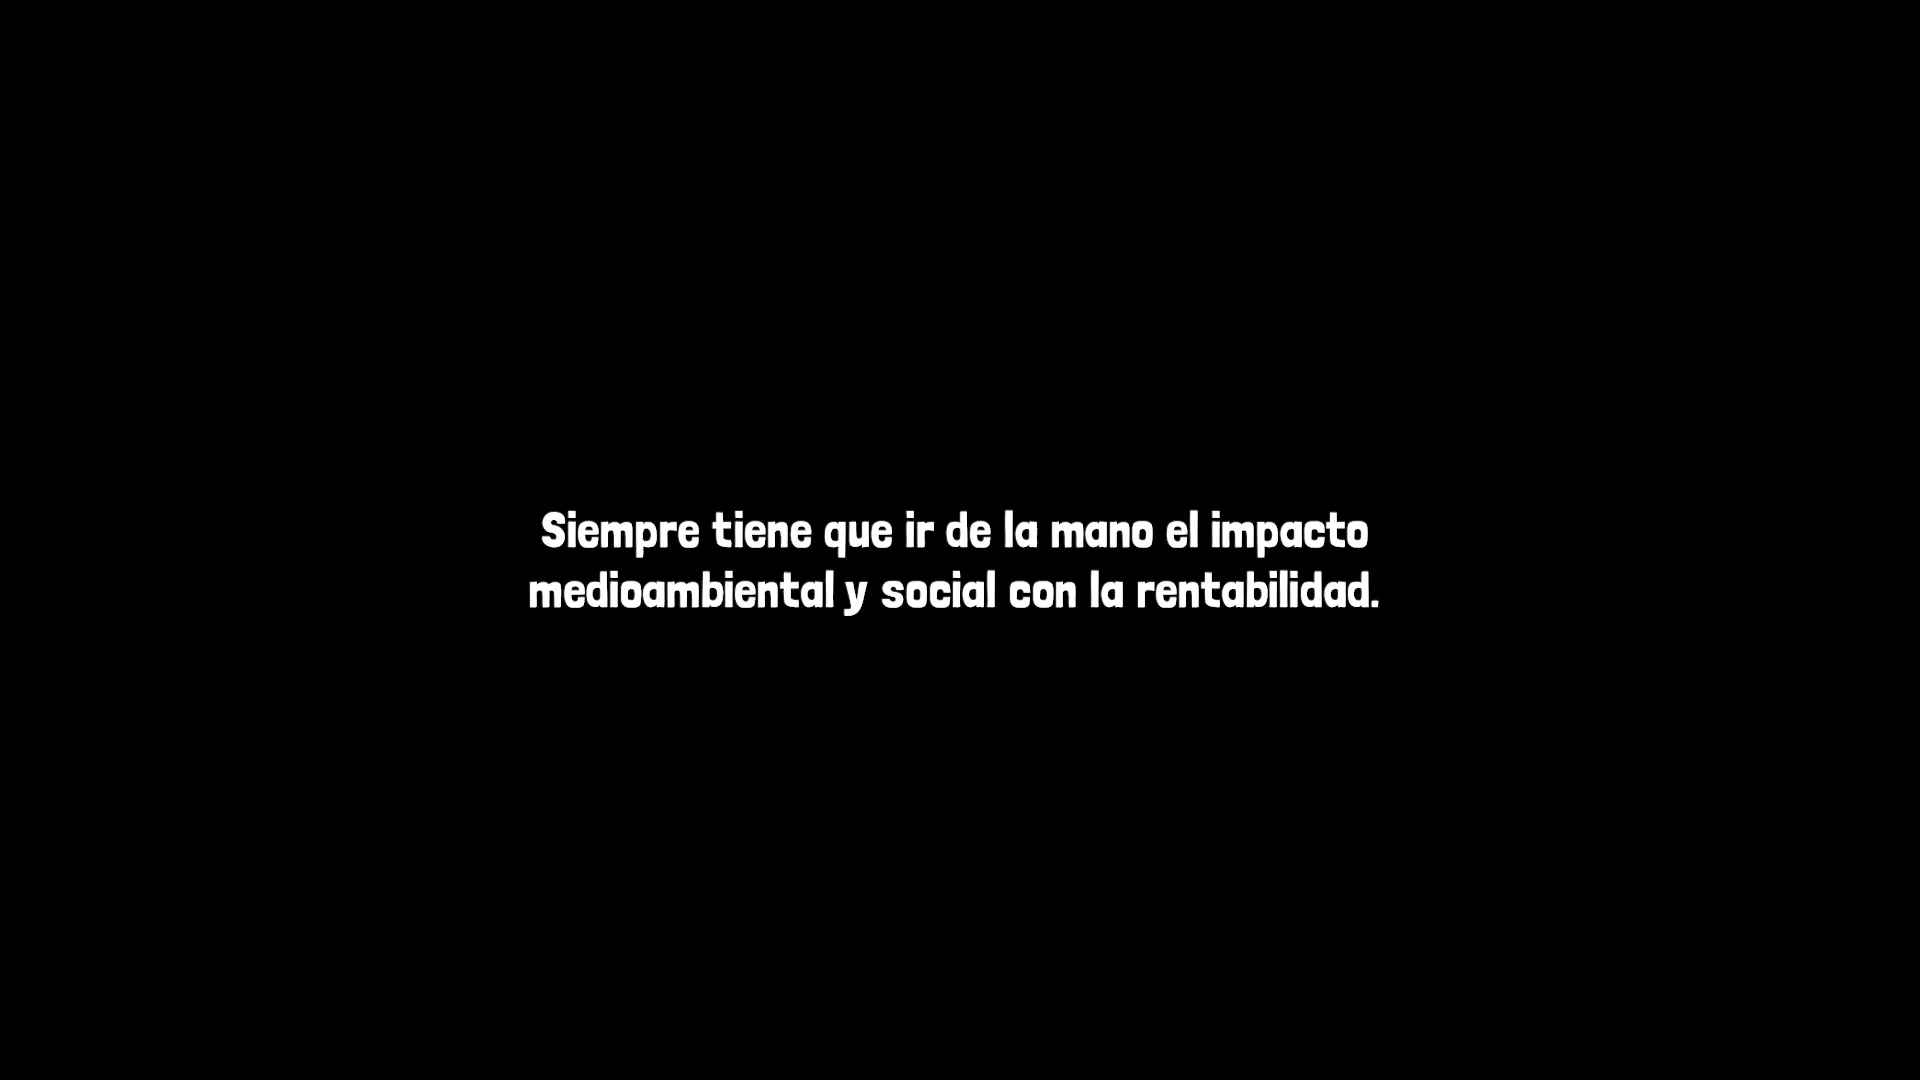 Siempre tiene que ir de la mano el impacto
medioambiental y social con la rentabilidad.